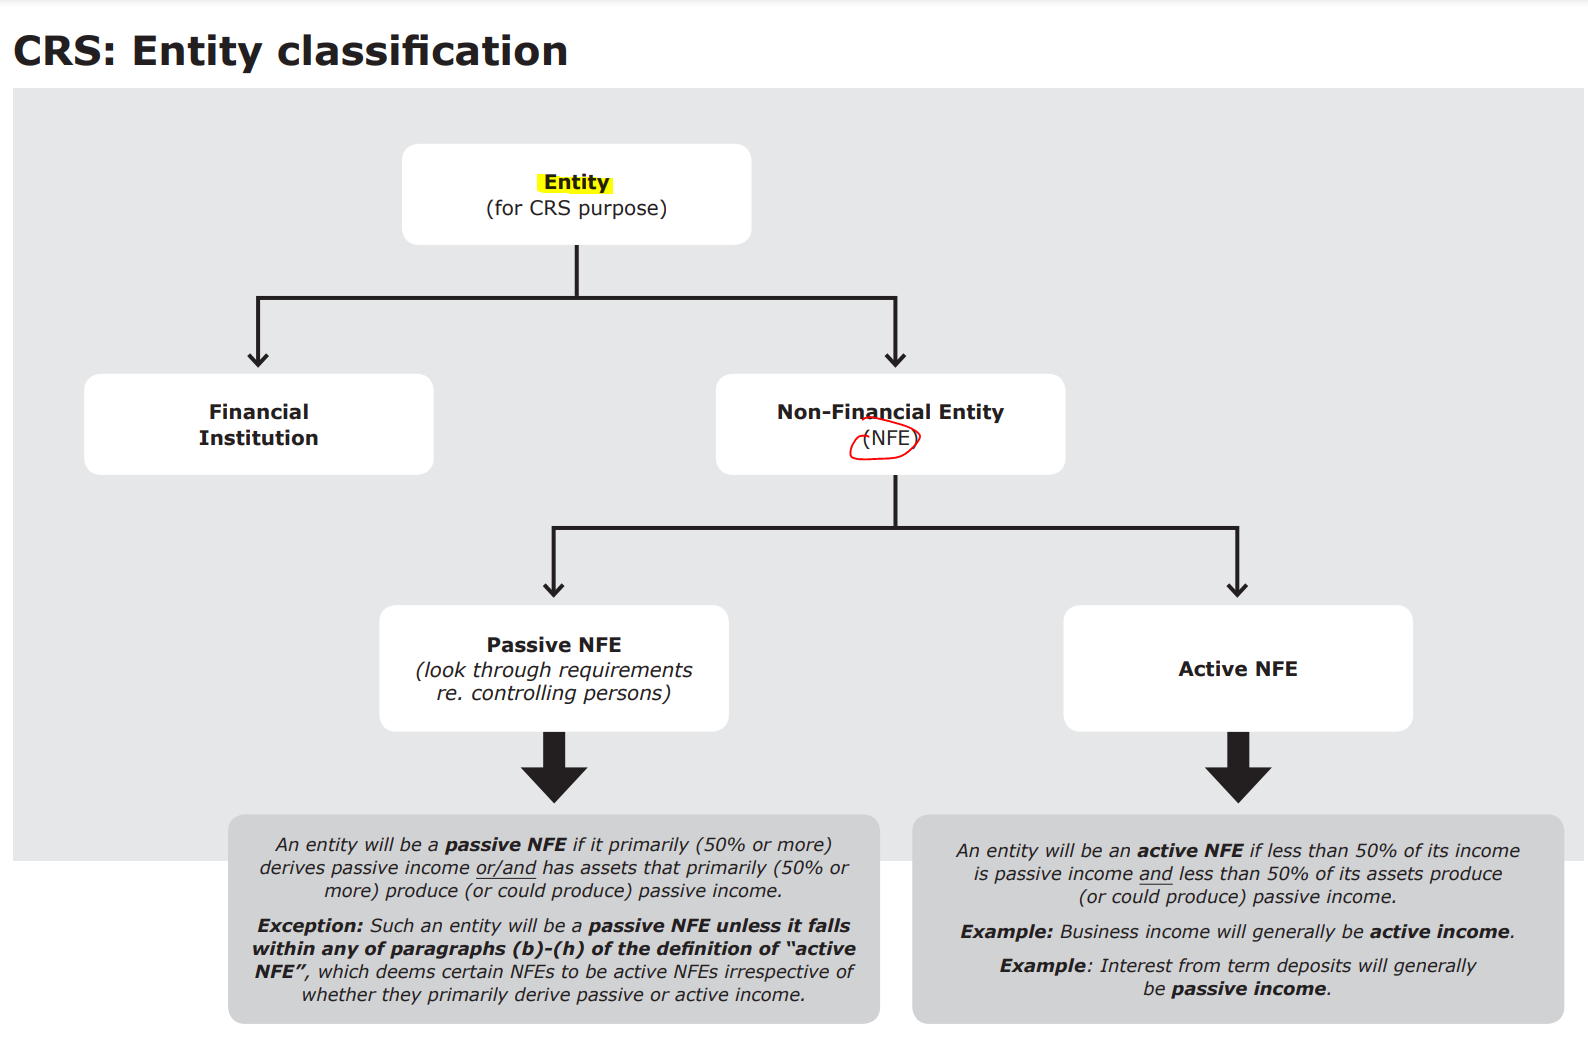 CRS: Entity classification
Entity
(for CRS purpose)
Financial
Institution
Non–Financial Entity
(NFE)
Passive NFE
(look through requirements
re. controlling persons)
Active NFE
An entity will be a passive NFE if it primarily (50% or more)
derives passive income or/and has assets that primarily (50% or
more) produce (or could produce) passive income.
Exception: Such an entity will be a passive NFE unless it falls
within any of paragraphs (b)–(h) of the definition of “active
NFE”, which deems certain NFEs to be active NFEs irrespective of
whether they primarily derive passive or active income.
An entity will be an active NFE if less than 50% of its income
is passive income and less than 50% of its assets produce
(or could produce) passive income.
Example: Business income will generally be active income.
Example: Interest from term deposits will generally
be passive income.